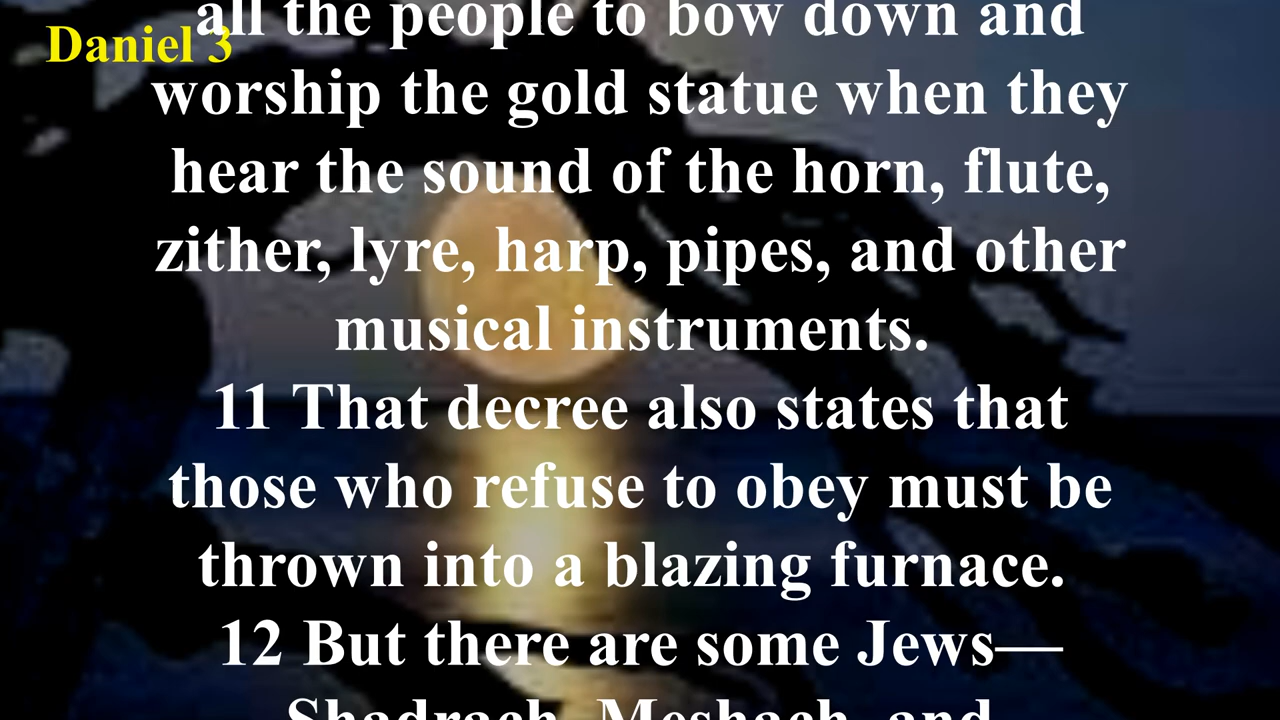 Daniel 3
all the people to bow down and
worship the gold statue when they
hear the sound of the horn, flute,
zither, lyre, harp, pipes, and other
musical instruments.
11 That decree also states that
those who refuse to obey must be
thrown into a blazing furnace.
12 But there are some Jews—
Shadrach, Meshach, and